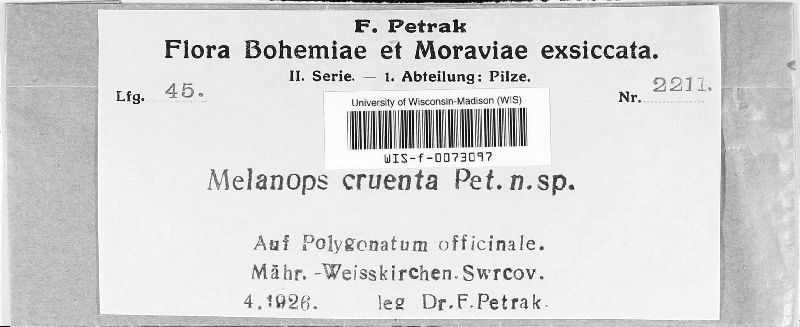 F. Petrak
Flora Bohemiae et Moraviae exsiccata.
II. Serie. — 1. Abteilung: Pilze.
Lfg. 45.
Nr. 2211.
University of Wisconsin-Madison (WIS)
WIS-f-0073097
Melanops cruenta Pet. n. sp.
Auf Polygonatum officinale.
Mähr.-Weisskirchen. Swrcov.
4.1926. leg Dr. F. Petrak.